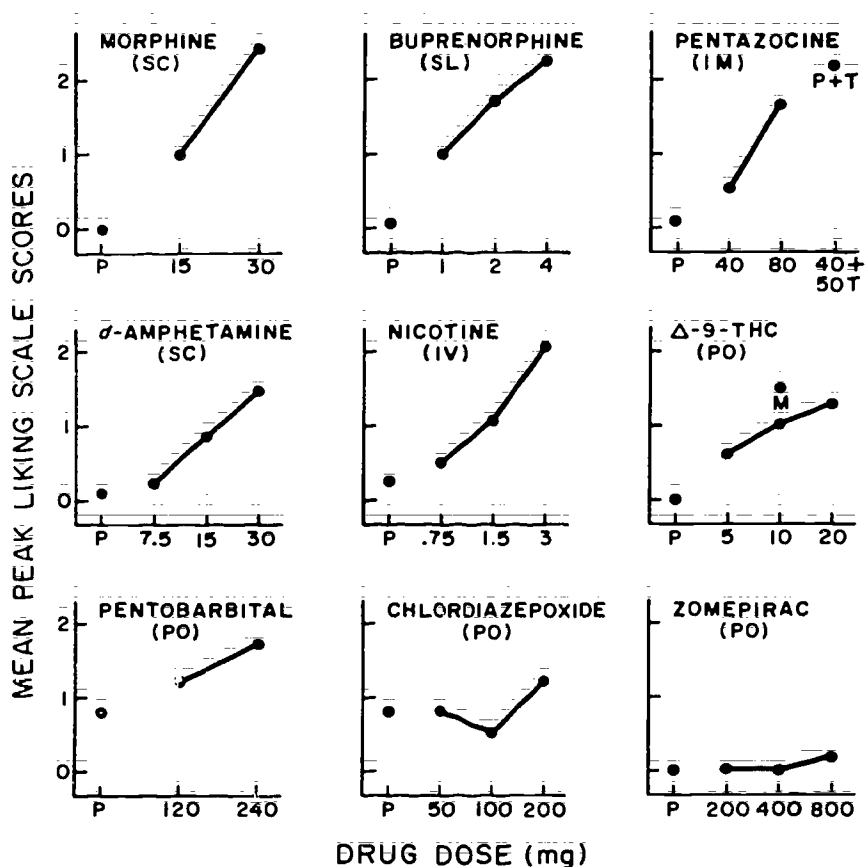 MEAN PEAK LIKING SCALE SCORES
MORPHINE
(SC)
2
1
0
P 15 30
BUPRENORPHINE
(SL)
P 1 2 4
PENTAZOCINE
(IM)
P+T
P 40 80 40+
50T
d-AMPHETAMINE
(SC)
2
1
0
P 7.5 15 30
NICOTINE
(IV)
P .75 1.5 3
Δ-9-THC
(PO)
M
P 5 10 20
PENTOBARBITAL
(PO)
2
1
0
P 120 240
CHLORDIAZEPOXIDE
(PO)
P 50 100 200
ZOMEPIRAC
(PO)
P 200 400 800
DRUG DOSE (mg)